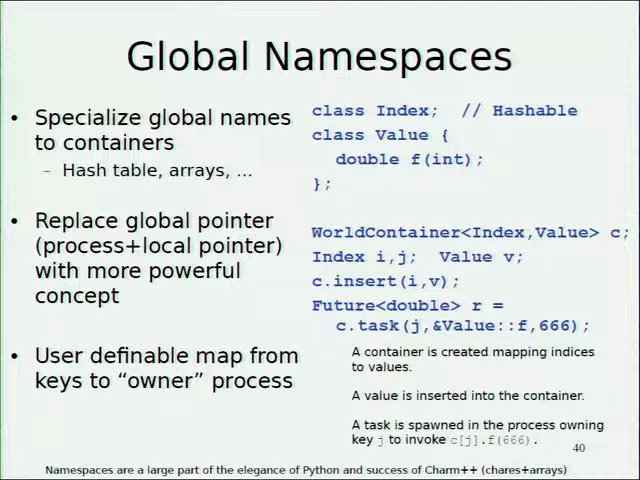 Global Namespaces
• Specialize global names
to containers
– Hash table, arrays, ...
• Replace global pointer
(process+local pointer)
with more powerful
concept
• User definable map from
keys to “owner” process
class Index;  // Hashable
class Value {
double f(int);
};
WorldContainer<Index,Value> c;
Index i,j;  Value v;
c.insert(i,v);
Future<double> r =
c.task(j,&Value::f,666);
A container is created mapping indices
to values.
A value is inserted into the container.
A task is spawned in the process owning
key j to invoke c[j].f(666).
40
Namespaces are a large part of the elegance of Python and success of Charm++ (chares+arrays)